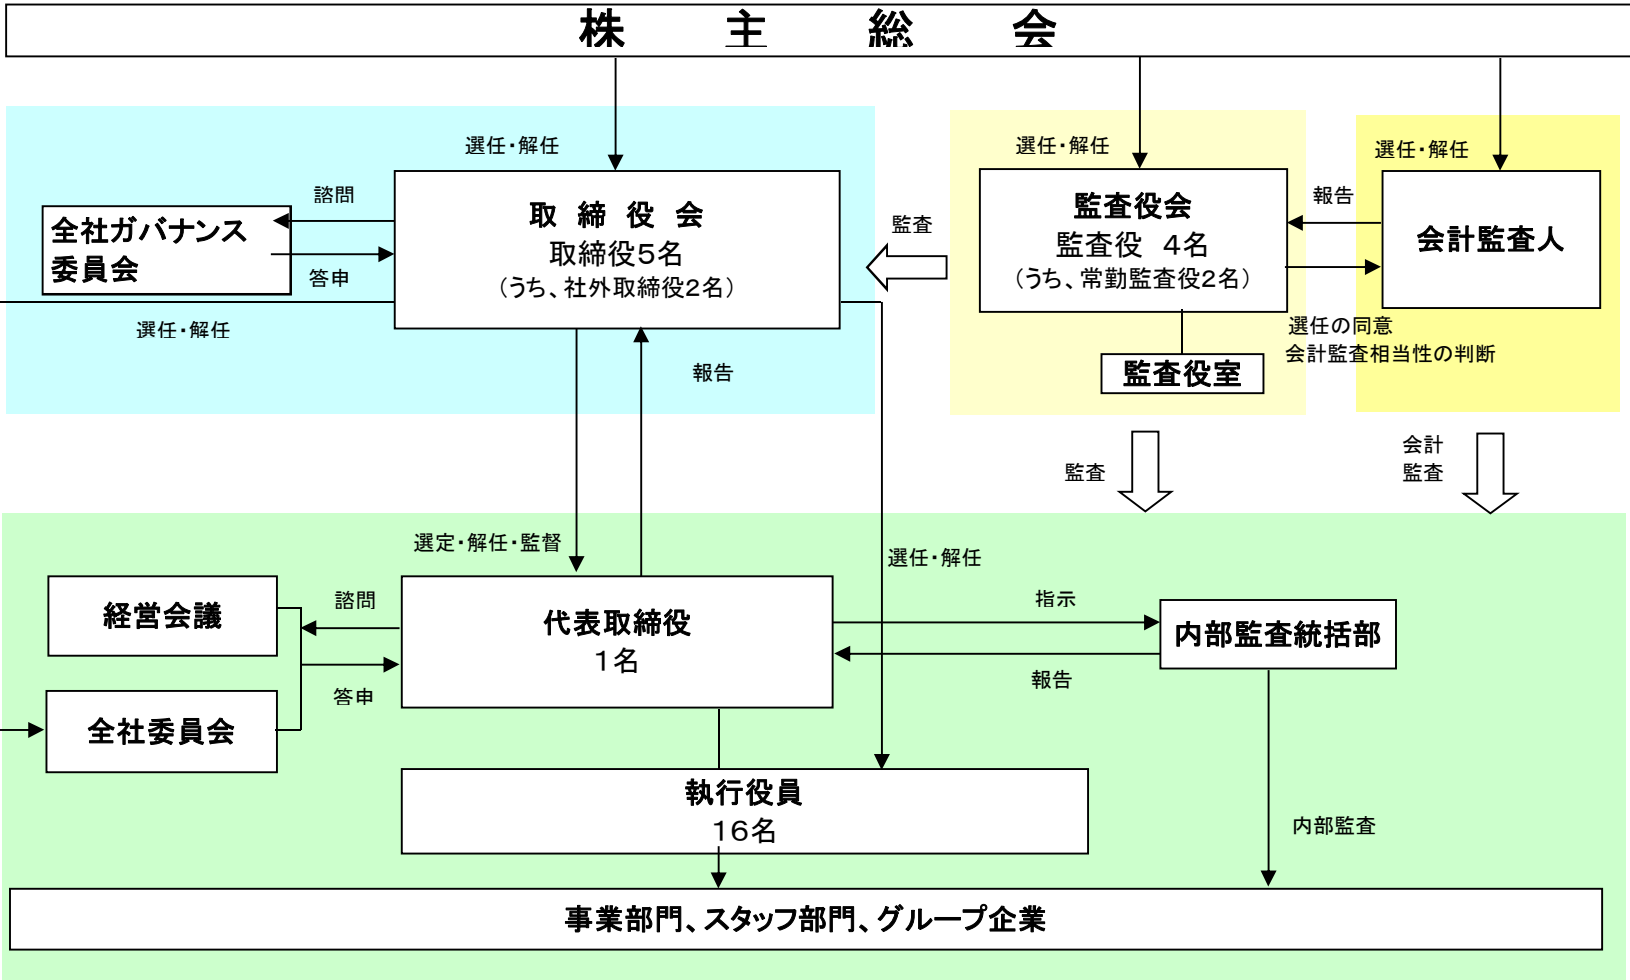 株 主 総 会
選任・解任
選任・解任
選任・解任
諮問
全社ガバナンス
委員会
答申
取 締 役 会
取締役5名
(うち、社外取締役2名)
監査
監査役会
監査役 4名
(うち、常勤監査役2名)
報告
会計監査人
選任・解任
選任の同意
会計監査相当性の判断
監査役室
報告
監査
会計
監査
選定・解任・監督
選任・解任
経営会議
諮問
代表取締役
1名
指示
内部監査統括部
報告
答申
全社委員会
執行役員
16名
内部監査
事業部門、スタッフ部門、グループ企業